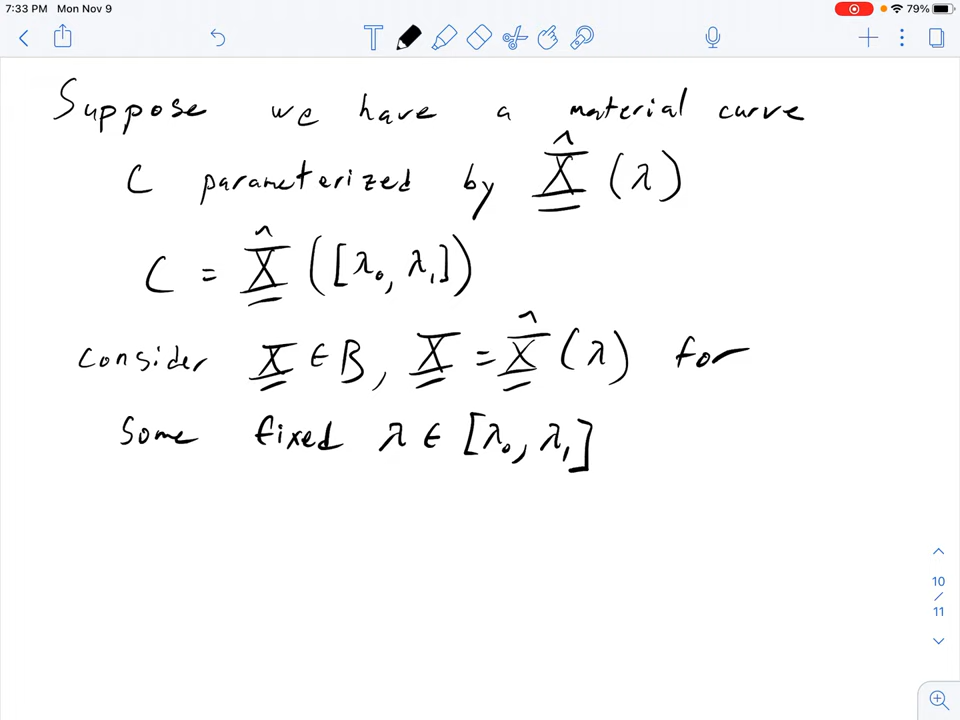 7:33 PM Mon Nov 9
79%
Suppose we have a material curve
C parameterized by X̂ (λ)
C = X̂ ([λ₀, λ₁])
consider X ∈ B, X = X̂ (λ) for
some fixed λ ∈ [λ₀, λ₁]
10
/
11